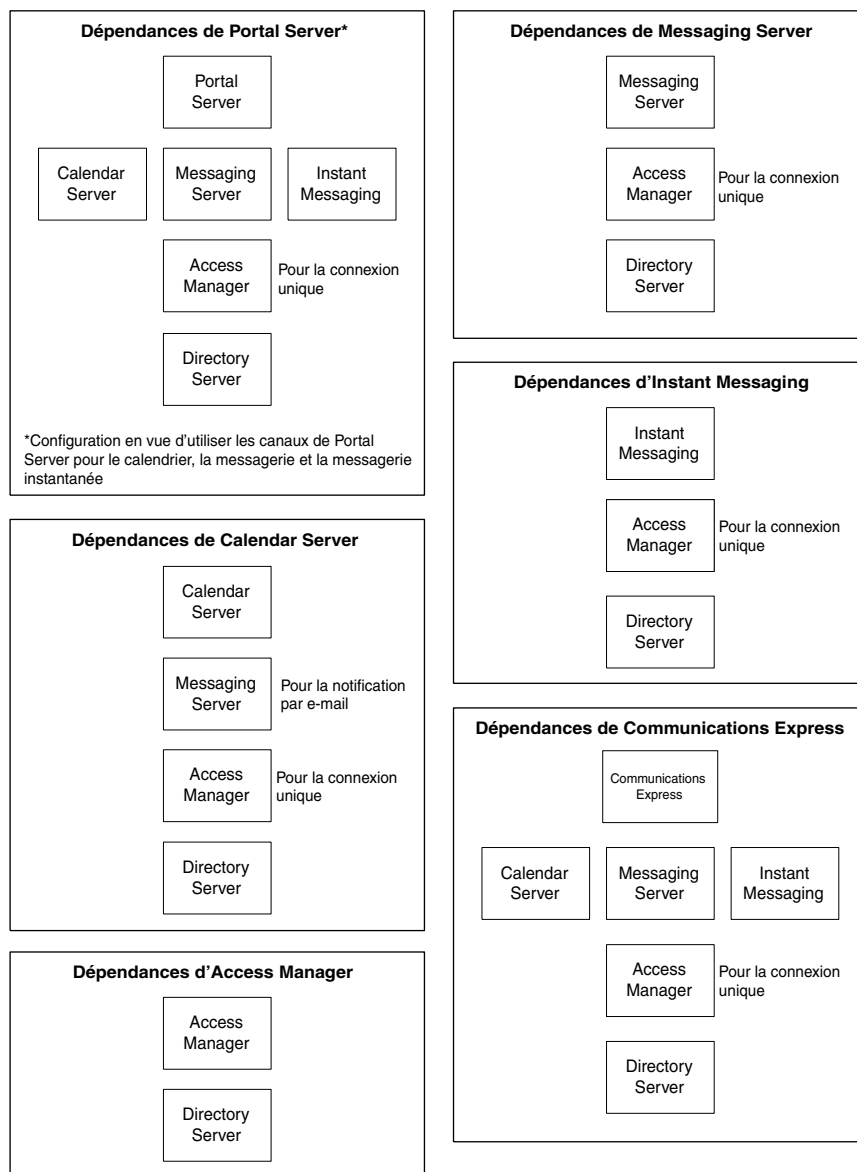 Dépendances de Portal Server*
Portal
Server
Calendar
Server
Messaging
Server
Instant
Messaging
Access
Manager
Pour la connexion
unique
Directory
Server
*Configuration en vue d'utiliser les canaux de Portal
Server pour le calendrier, la messagerie et la messagerie
instantanée
Dépendances de Calendar Server
Calendar
Server
Messaging
Server
Pour la notification
par e-mail
Access
Manager
Pour la connexion
unique
Directory
Server
Dépendances d'Access Manager
Access
Manager
Directory
Server
Dépendances de Messaging Server
Messaging
Server
Access
Manager
Pour la connexion
unique
Directory
Server
Dépendances d'Instant Messaging
Instant
Messaging
Access
Manager
Pour la connexion
unique
Directory
Server
Dépendances de Communications Express
Communications
Express
Calendar
Server
Messaging
Server
Instant
Messaging
Access
Manager
Pour la connexion
unique
Directory
Server